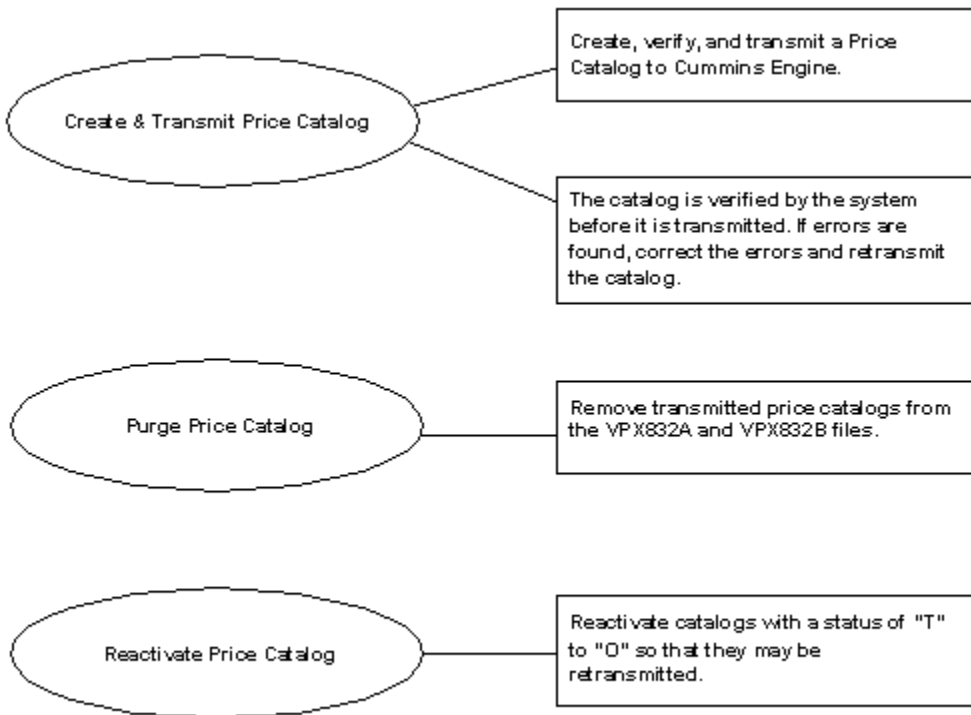 Create, verify, and transmit a Price
Catalog to Cummins Engine.
Create & Transmit Price Catalog
The catalog is verified by the system
before it is transmitted. If errors are
found, correct the errors and retransmit
the catalog.
Purge Price Catalog
Remove transmitted price catalogs from
the VPX832A and VPX832B files.
Reactivate Price Catalog
Reactivate catalogs with a status of "T"
to "O" so that they may be
retransmitted.